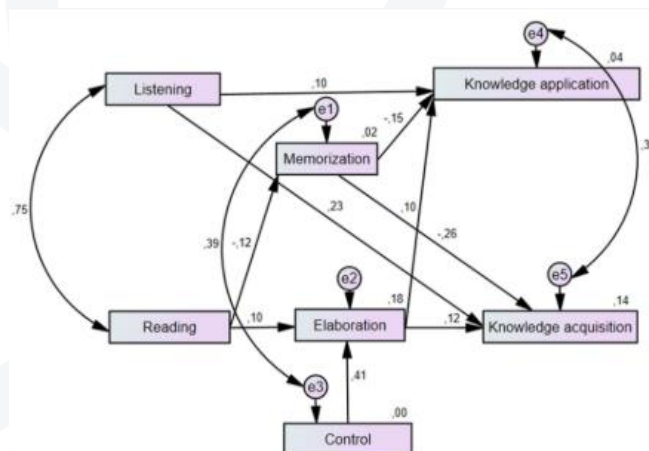 e4
,04
Listening
,10
Knowledge application
e1
-,15
,02
Memorization
,3
,75
,39
-,12
,23
,10
-,26
e2
e5
,18
,14
Reading
,10
Elaboration
,12
Knowledge acquisition
,41
e3
,00
Control